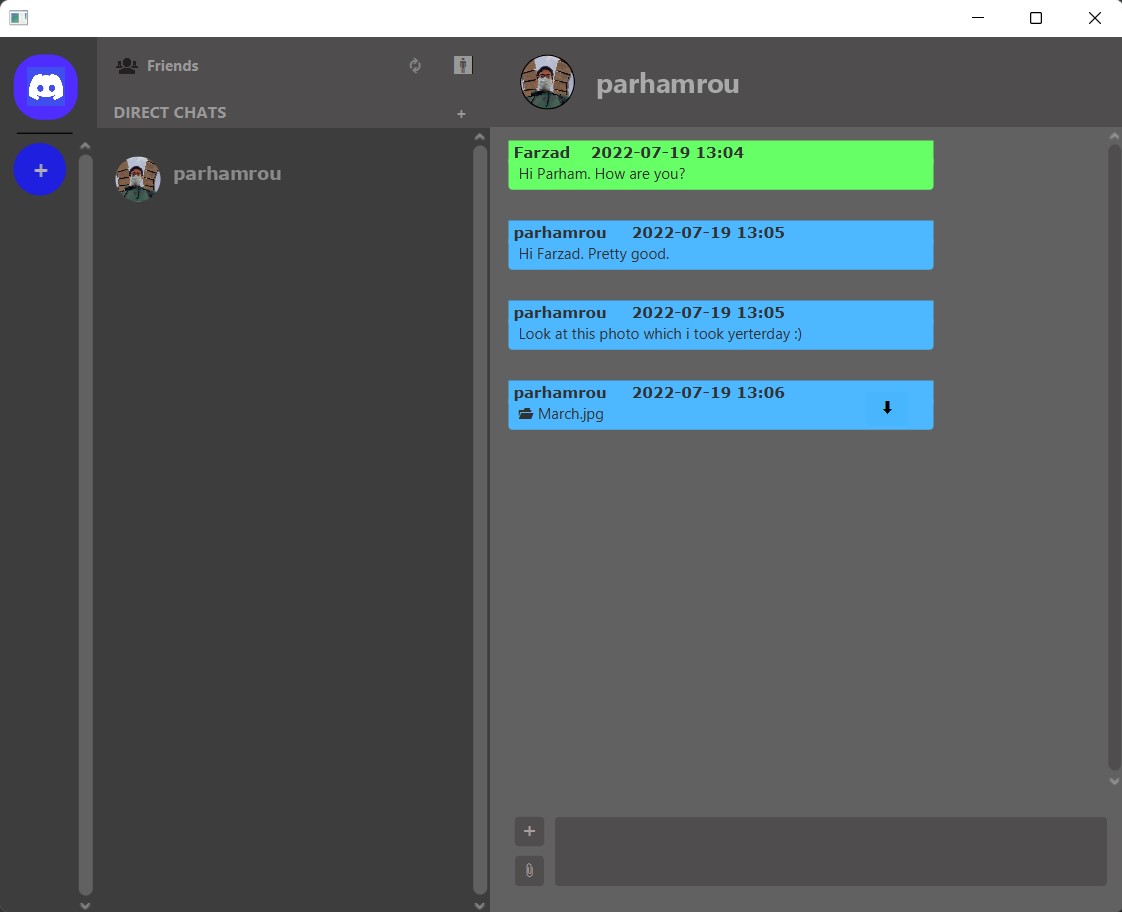 Friends
DIRECT CHATS
+
+
parhamrou
parhamrou
Farzad 2022-07-19 13:04
Hi Parham. How are you?
parhamrou 2022-07-19 13:05
Hi Farzad. Pretty good.
parhamrou 2022-07-19 13:05
Look at this photo which i took yerterday :)
parhamrou 2022-07-19 13:06
March.jpg
+